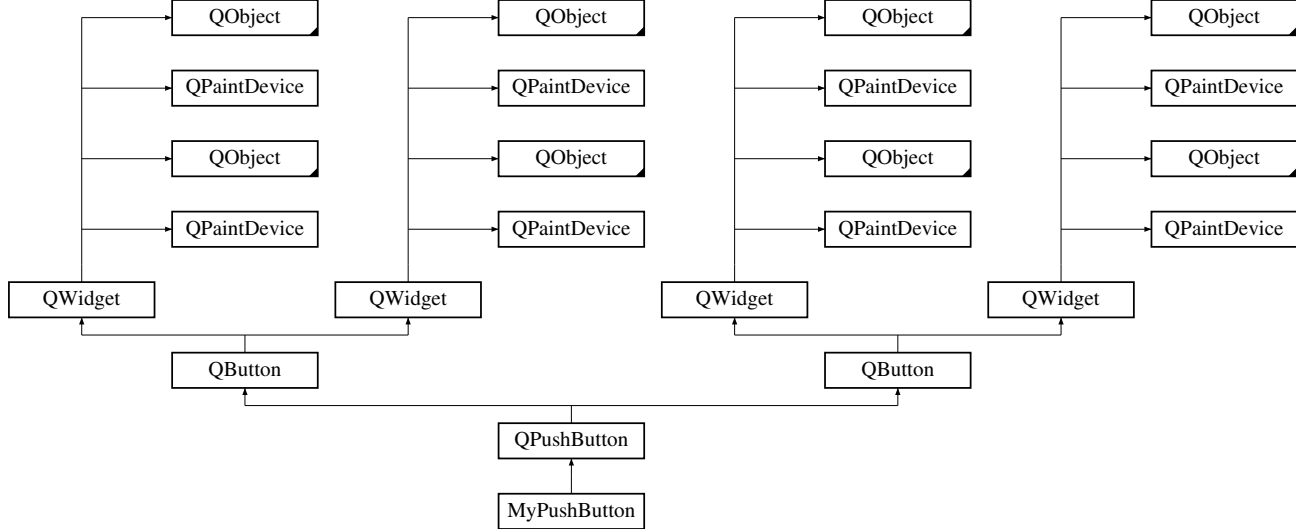 QObject QObject QObject QObject
QPaintDevice QPaintDevice QPaintDevice QPaintDevice
QObject QObject QObject QObject
QPaintDevice QPaintDevice QPaintDevice QPaintDevice
QWidget QWidget QWidget QWidget
QButton QButton
QPushButton
MyPushButton